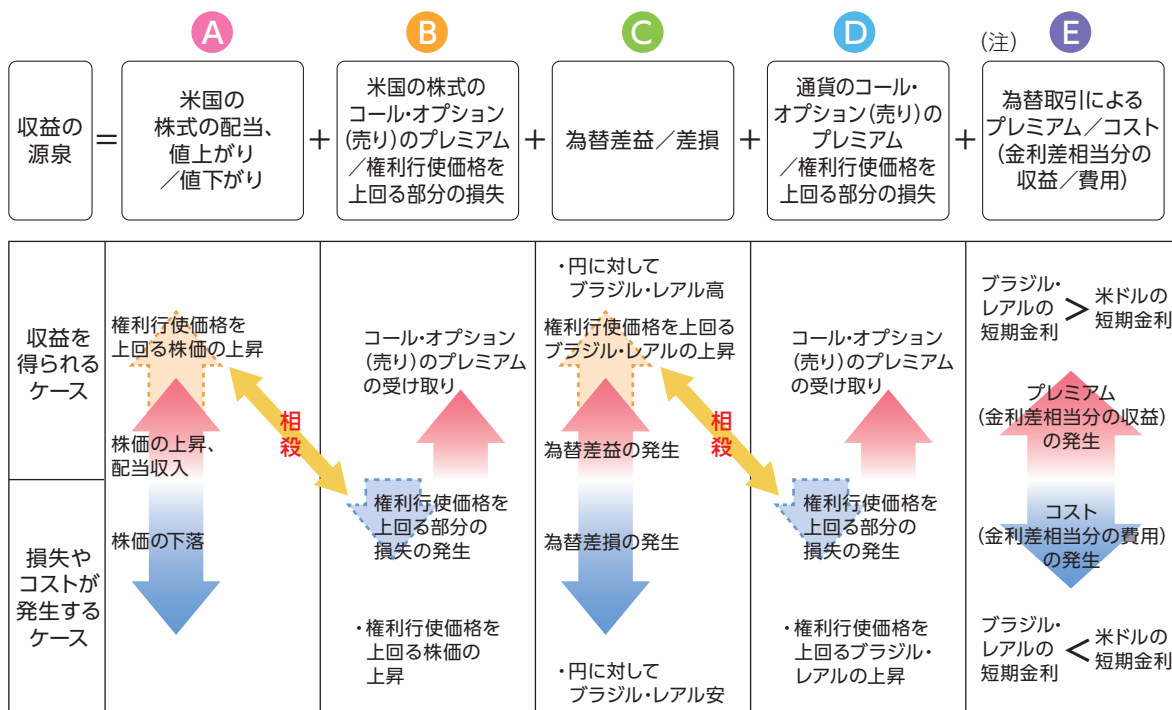 A
B
C
D
(注)
E
収益の
源泉
=
米国の
株式の配当、
値上がり
/値下がり
+
米国の株式の
コール・オプション
(売り)のプレミアム
/権利行使価格を
上回る部分の損失
+
為替差益/差損
+
通貨のコール・
オプション(売り)の
プレミアム
/権利行使価格を
上回る部分の損失
+
為替取引による
プレミアム/コスト
(金利差相当分の
収益/費用)
収益を
得られる
ケース
権利行使価格を
上回る株価の上昇
株価の上昇、
配当収入
相
殺
コール・オプション
(売り)のプレミアム
の受け取り
・円に対して
ブラジル・レアル高
権利行使価格を上回る
ブラジル・レアルの上昇
為替差益の発生
相
殺
コール・オプション
(売り)のプレミアム
の受け取り
ブラジル・
レアルの
短期金利
>
米ドルの
短期金利
プレミアム
(金利差相当分の収益)
の発生
損失や
コストが
発生する
ケース
株価の下落
権利行使価格を
上回る部分の
損失の発生
・権利行使価格を
上回る株価の
上昇
為替差損の発生
・円に対して
ブラジル・レアル安
権利行使価格を
上回る部分の
損失の発生
・権利行使価格を
上回るブラジル・
レアルの上昇
コスト
(金利差相当分の費用)
の発生
ブラジル・
レアルの
短期金利
<
米ドルの
短期金利